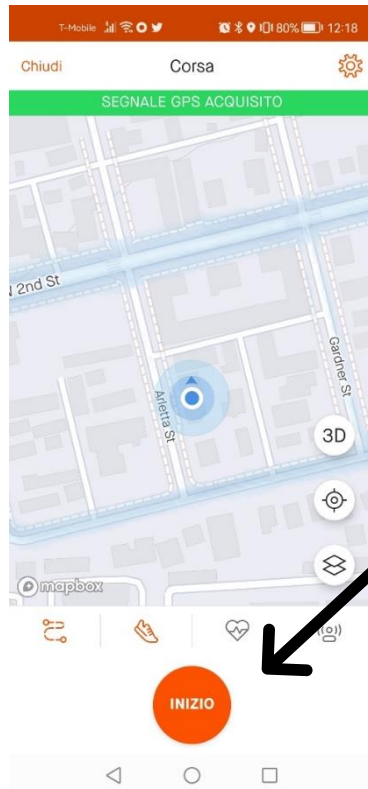 T-Mobile 80% 12:18
Chiudi Corsa
SEGNALE GPS ACQUISITO
2nd St
Gardner St
Arietta St
3D
mapbox
INIZIO